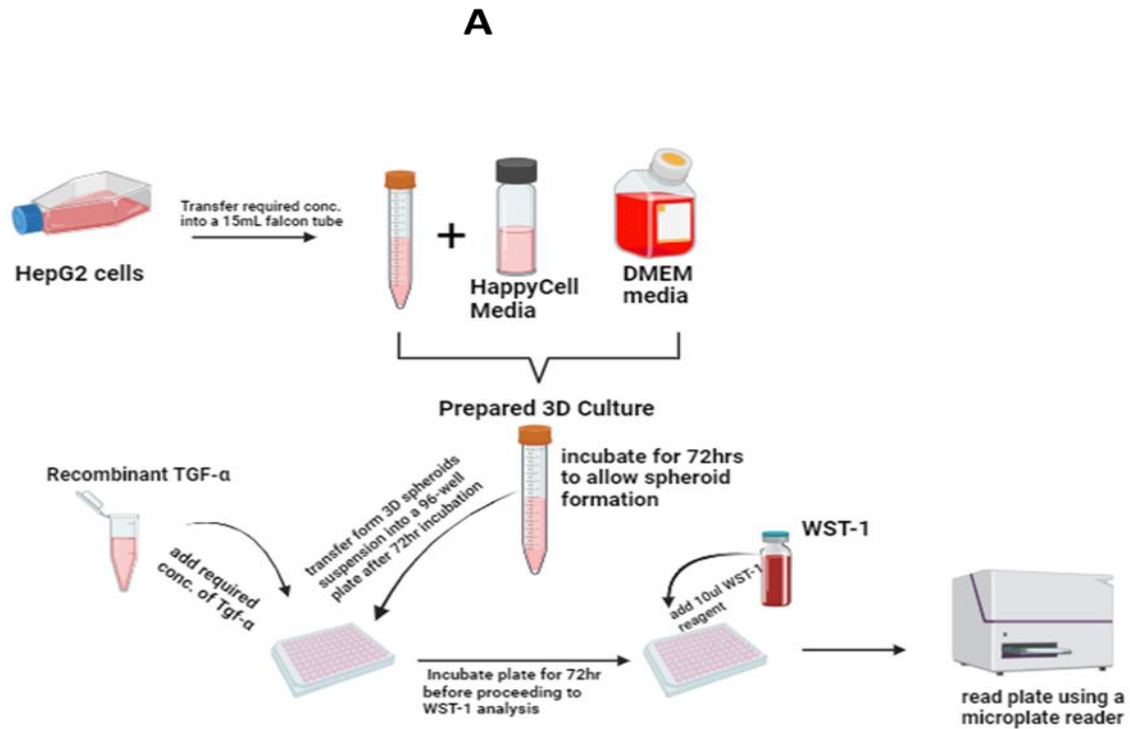 A
Transfer required conc.
into a 15mL falcon tube
+
HepG2 cells
HappyCell
Media
DMEM
media
Prepared 3D Culture
incubate for 72hrs
to allow spheroid
formation
Recombinant TGF-α
add required
conc. of Tgf-α
transfer form 3D spheroids
suspension into a 96-well
plate after 72hr incubation
WST-1
add 10ul WST-1
reagent
Incubate plate for 72hr
before proceeding to
WST-1 analysis
read plate using a
microplate reader